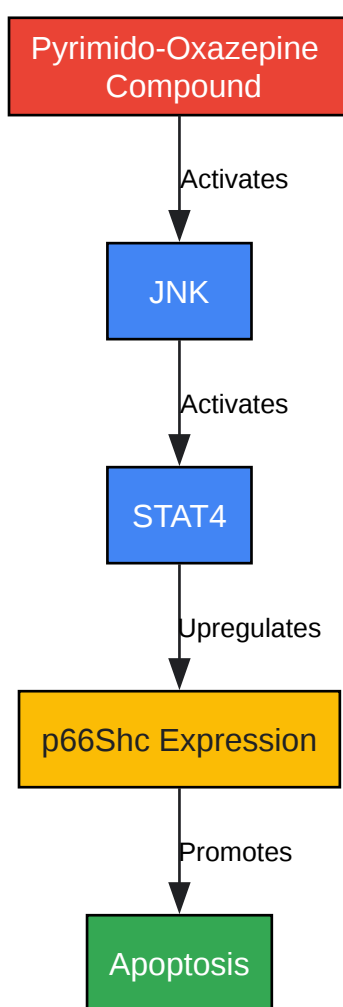 Pyrimido-Oxazepine
Compound
Activates
JNK
Activates
STAT4
Upregulates
p66Shc Expression
Promotes
Apoptosis